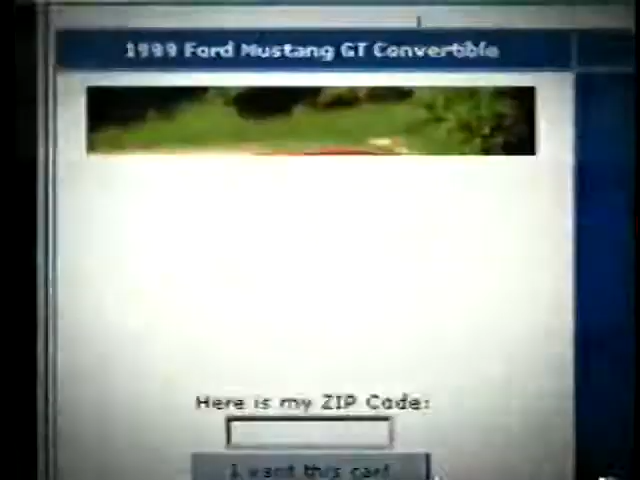 1999 Ford Mustang GT Convertible
Here is my ZIP Code:
I want this car!